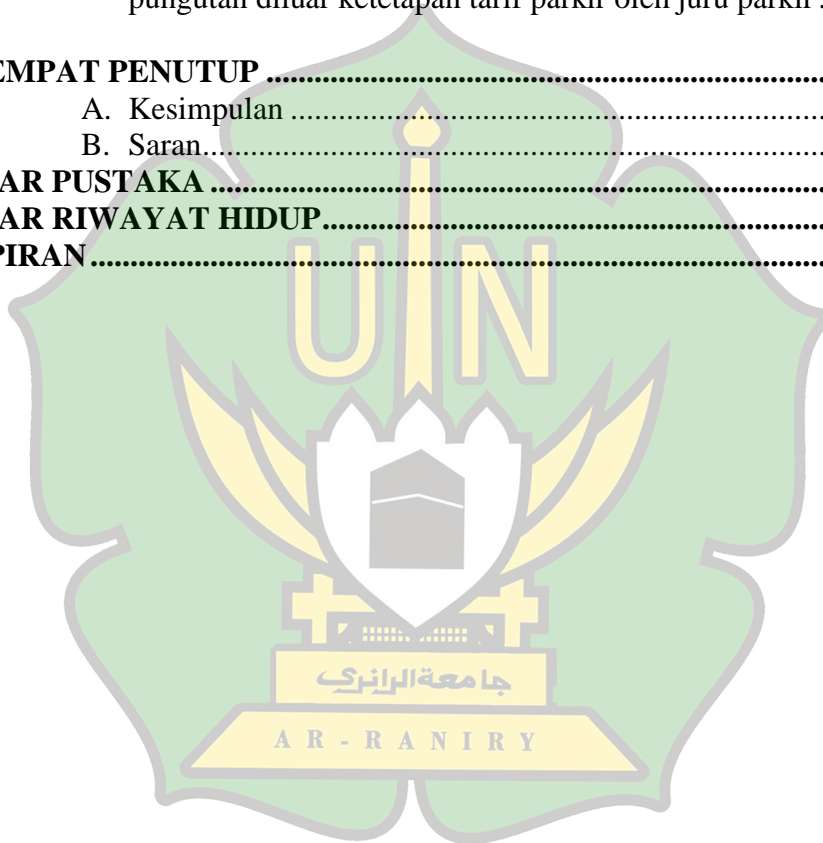 pungutan diluar ketetapan tarif parkir oleh juru parkir .
EMPAT PENUTUP ................................................................
A. Kesimpulan ................................................................
B. Saran................................................................
AR PUSTAKA ................................................................
AR RIWAYAT HIDUP................................................................
PIRAN................................................................
UIN
جامعة الرانري
AR-RANIRY